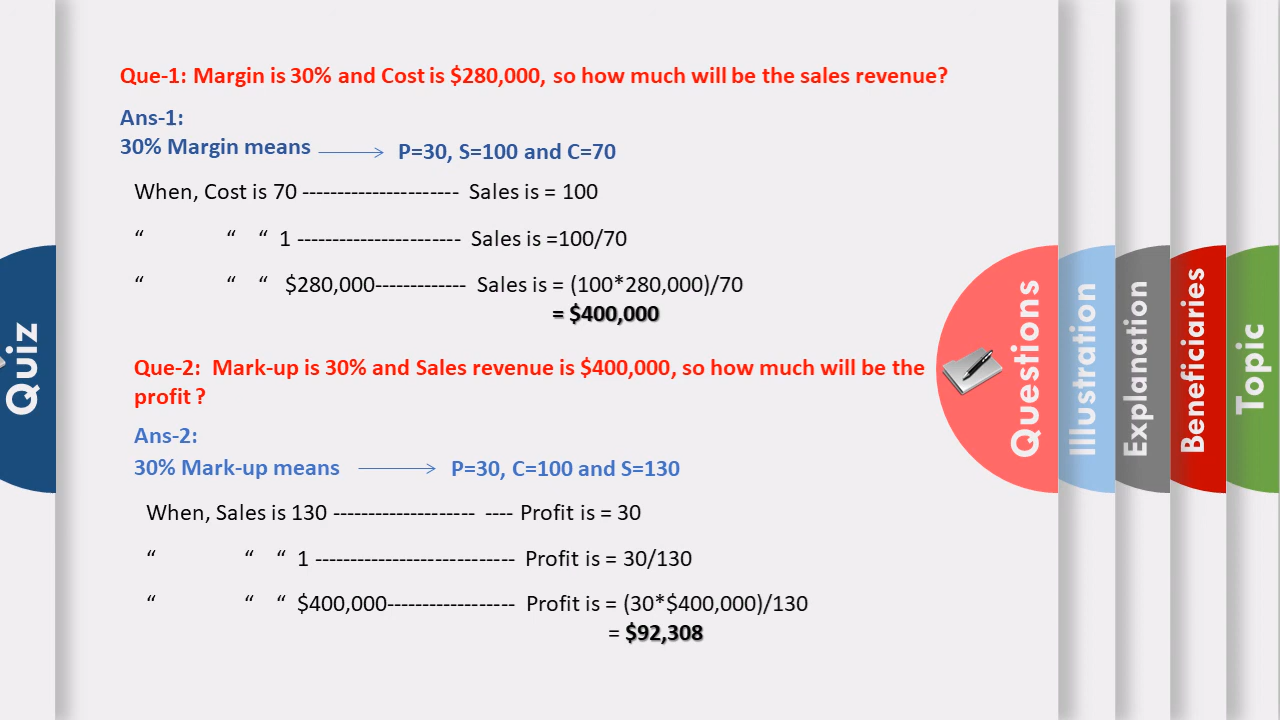 Que-1: Margin is 30% and Cost is $280,000, so how much will be the sales revenue?
Ans-1:
30% Margin means P=30, S=100 and C=70
When, Cost is 70 ---------------------- Sales is = 100
“ “ “ 1 ----------------------- Sales is =100/70
“ “ “ $280,000------------- Sales is = (100*280,000)/70
= $400,000
Que-2: Mark-up is 30% and Sales revenue is $400,000, so how much will be the
profit ?
Ans-2:
30% Mark-up means P=30, C=100 and S=130
When, Sales is 130 -------------------- ---- Profit is = 30
“ “ “ 1 ---------------------------- Profit is = 30/130
“ “ “ $400,000------------------ Profit is = (30*$400,000)/130
= $92,308
Quiz
Questions
Illustration
Explanation
Beneficiaries
Topic